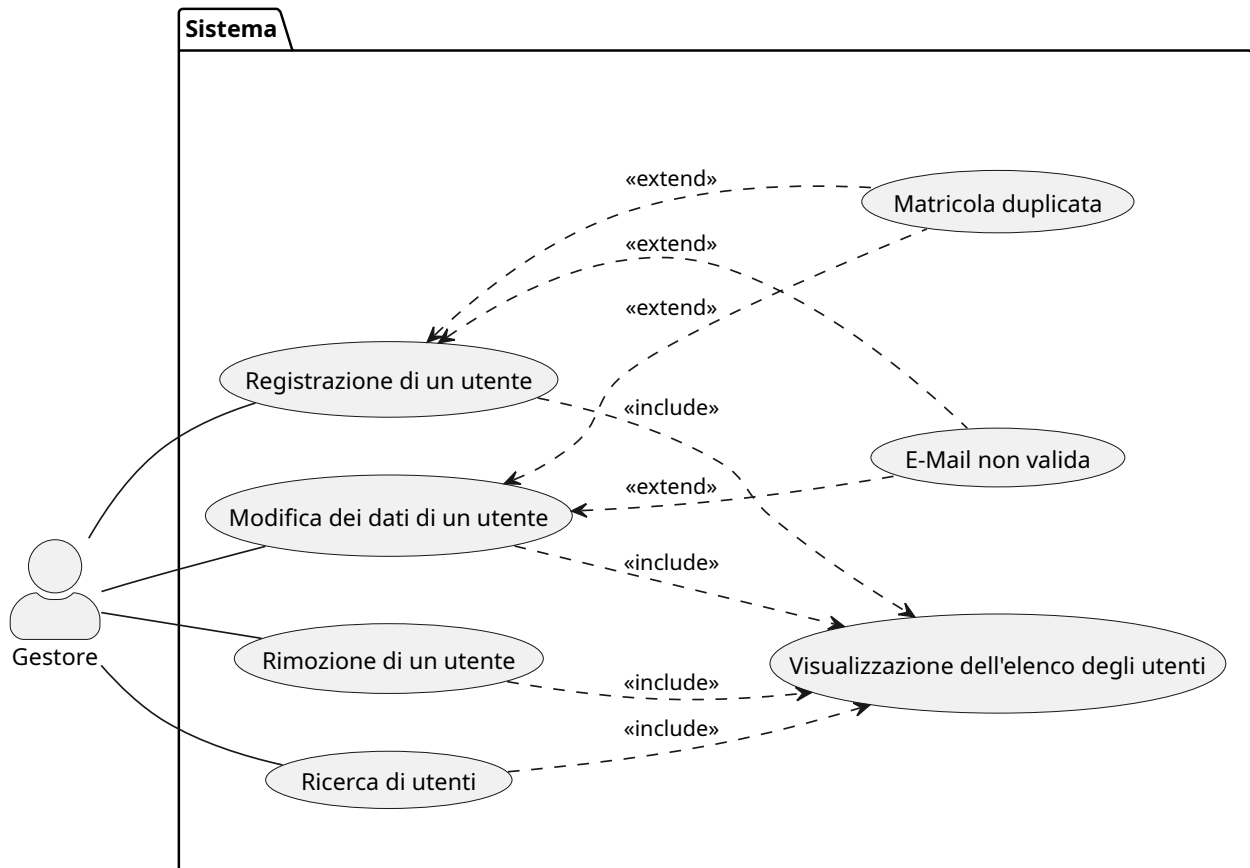 Sistema
«extend»
Matricola duplicata
«extend»
«extend»
Registrazione di un utente
«include»
E-Mail non valida
«extend»
Modifica dei dati di un utente
«include»
Gestore
Rimozione di un utente
Visualizzazione dell'elenco degli utenti
«include»
«include»
Ricerca di utenti